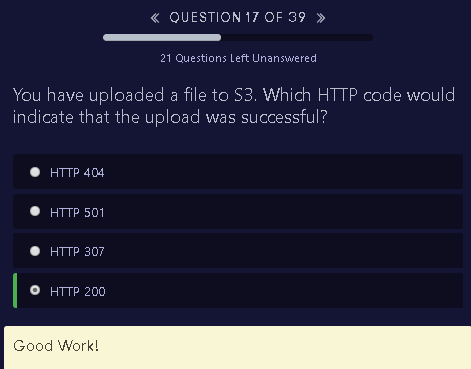 « QUESTION 17 OF 39 »
21 Questions Left Unanswered
You have uploaded a file to S3. Which HTTP code would
indicate that the upload was successful?
HTTP 404
HTTP 501
HTTP 307
HTTP 200
Good Work!